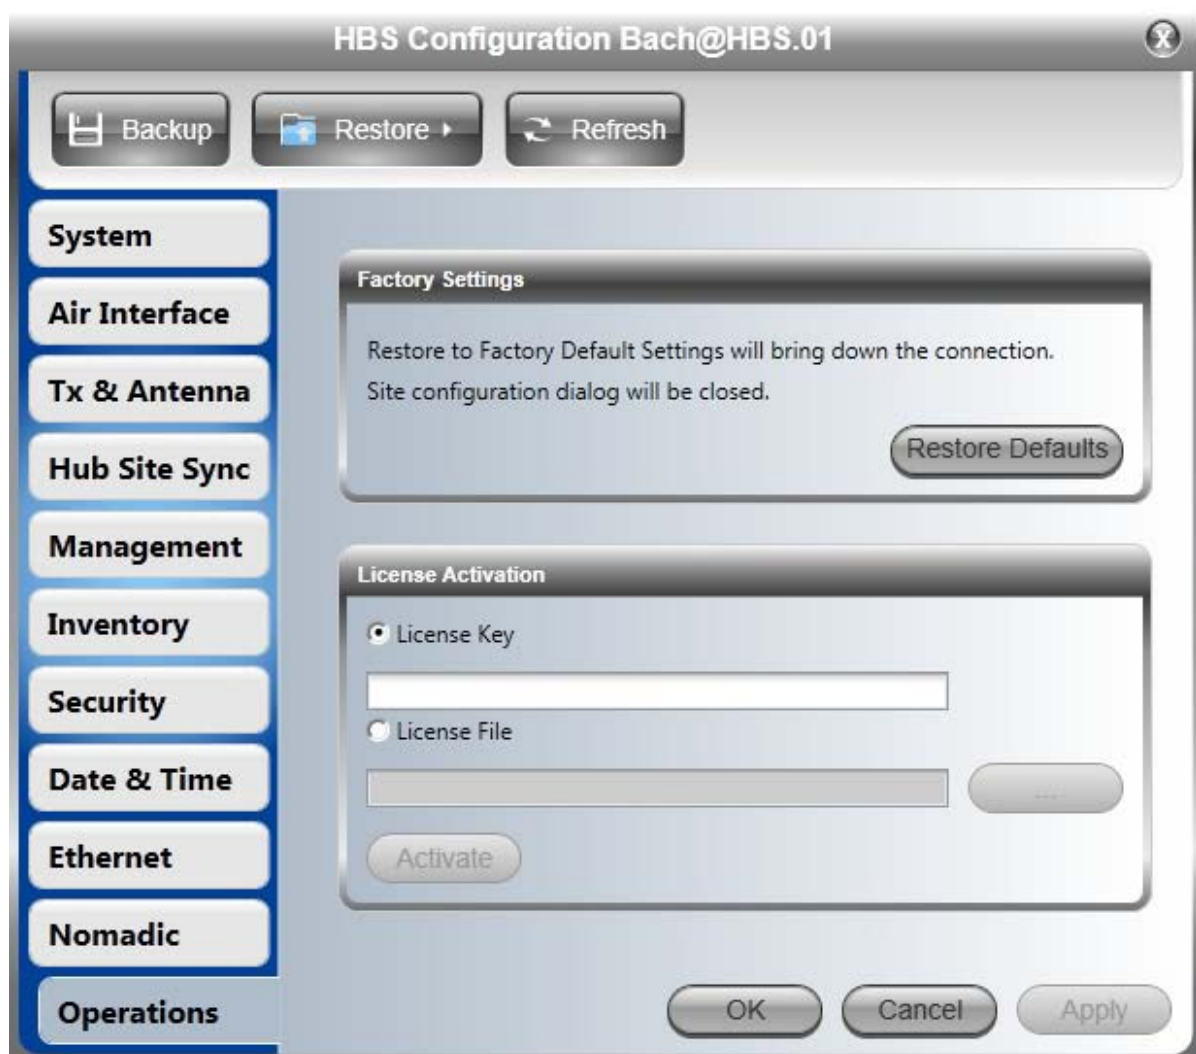 HBS Configuration Bach@HBS.01
X
Backup
Restore
Refresh
System
Air Interface
Tx & Antenna
Hub Site Sync
Management
Inventory
Security
Date & Time
Ethernet
Nomadic
Operations
Factory Settings
Restore to Factory Default Settings will bring down the connection.
Site configuration dialog will be closed.
Restore Defaults
License Activation
License Key
License File
...
Activate
OK
Cancel
Apply